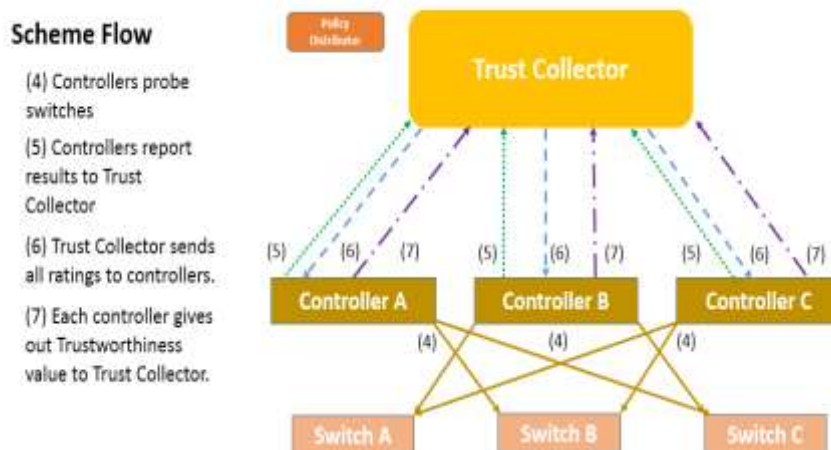 Scheme Flow
(4) Controllers probe
switches
(5) Controllers report
results to Trust
Collector
(6) Trust Collector sends
all ratings to controllers.
(7) Each controller gives
out Trustworthiness
value to Trust Collector.
Policy
Distributor
Trust Collector
(5) (6) (7) (5) (6) (7) (5) (6) (7)
Controller A Controller B Controller C
(4) (4) (4)
Switch A Switch B Switch C